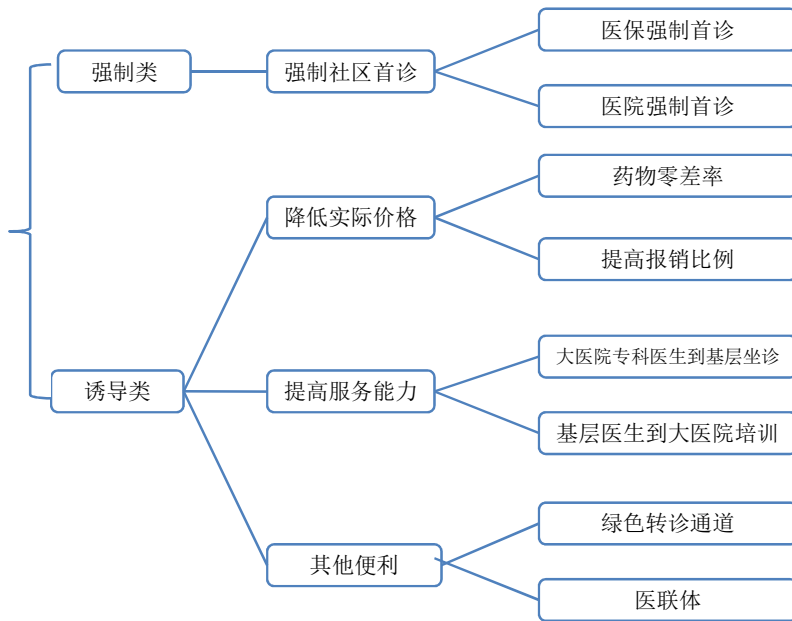 强制类
强制社区首诊
医保强制首诊
医院强制首诊
诱导类
降低实际价格
药物零差率
提高报销比例
提高服务能力
大医院专科医生到基层坐诊
基层医生到大医院培训
其他便利
绿色转诊通道
医联体